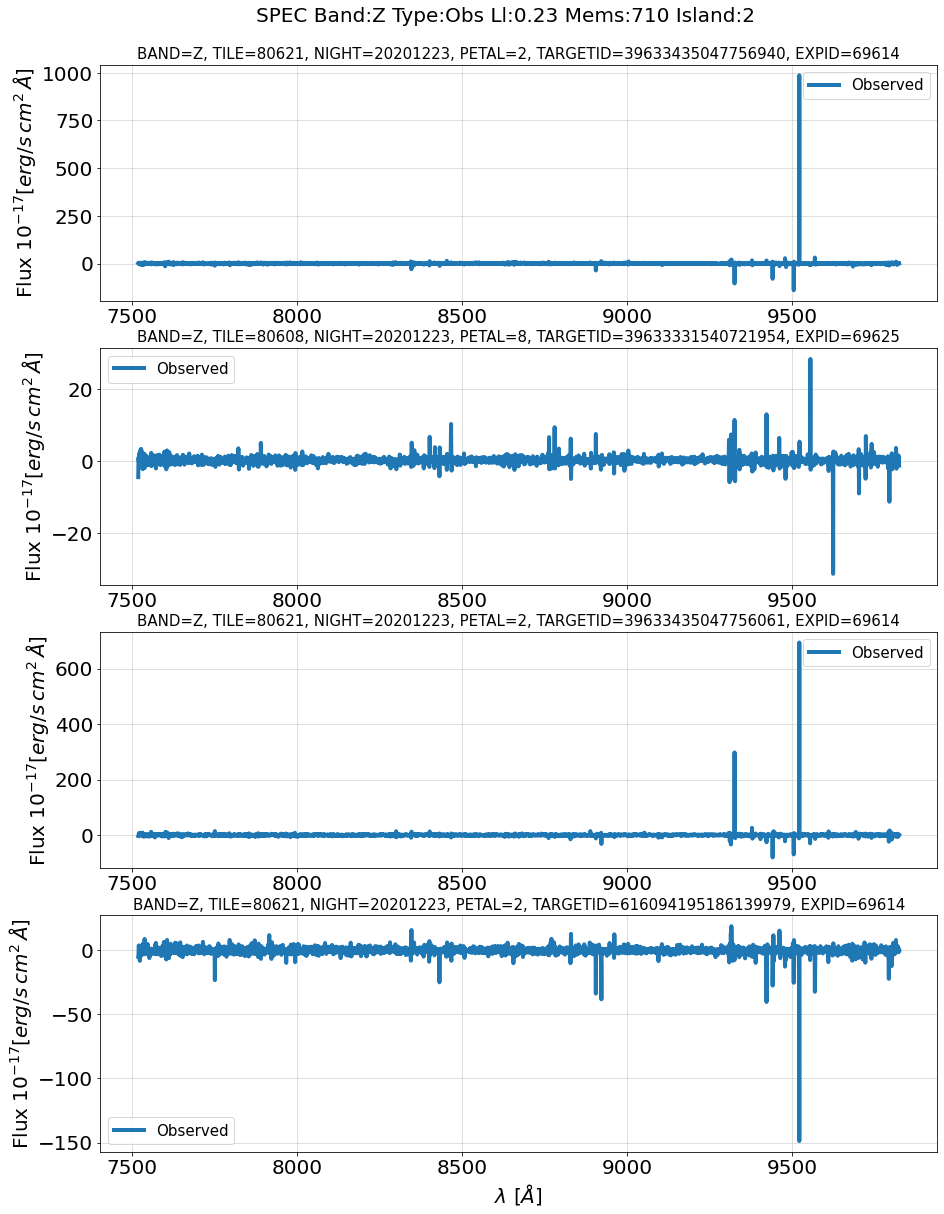 SPEC Band:Z Type:Obs Ll:0.23 Mems:710 Island:2
BAND=Z, TILE=80621, NIGHT=20201223, PETAL=2, TARGETID=39633435047756940, EXPID=69614
Flux 10^{-17}[erg/s cm^2 Å]
1000
750
500
250
0
Observed
7500 8000 8500 9000 9500
BAND=Z, TILE=80608, NIGHT=20201223, PETAL=8, TARGETID=39633331540721954, EXPID=69625
Flux 10^{-17}[erg/s cm^2 Å]
20
0
−20
Observed
7500 8000 8500 9000 9500
BAND=Z, TILE=80621, NIGHT=20201223, PETAL=2, TARGETID=39633435047756061, EXPID=69614
Flux 10^{-17}[erg/s cm^2 Å]
600
400
200
0
Observed
7500 8000 8500 9000 9500
BAND=Z, TILE=80621, NIGHT=20201223, PETAL=2, TARGETID=616094195186139979, EXPID=69614
Flux 10^{-17}[erg/s cm^2 Å]
0
−50
−100
−150
Observed
7500 8000 8500 9000 9500
λ [Å]